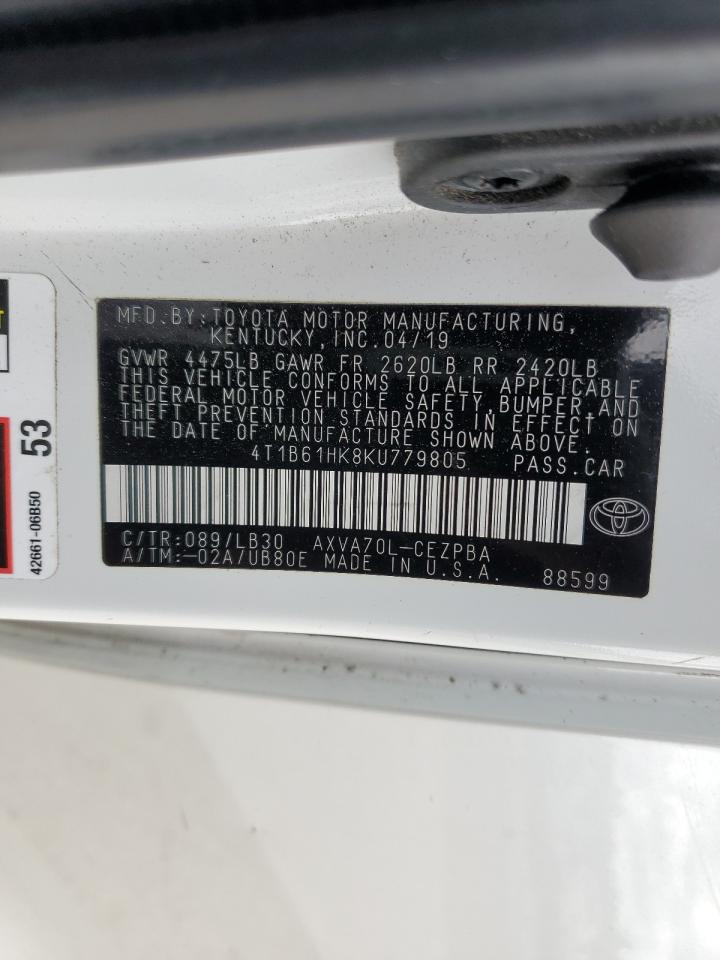 MFD.BY:TOYOTA MOTOR MANUFACTURING,
KENTUCKY,INC.04/19
GVWR 4475LB GAWR FR 2620LB RR 2420LB
THIS VEHICLE CONFORMS TO ALL APPLICABLE
FEDERAL MOTOR VEHICLE SAFETY,BUMPER,AND
THEFT PREVENTION STANDARDS IN EFFECT ON
THE DATE OF MANUFACTURE SHOWN ABOVE.
4T1B61HK8KU779805 PASS.CAR
C/TR:089/LB30 AXVA70L-CEZPBA
A/TM:-02A7UB80E MADE IN U.S.A. 88599
53
42661-06B50